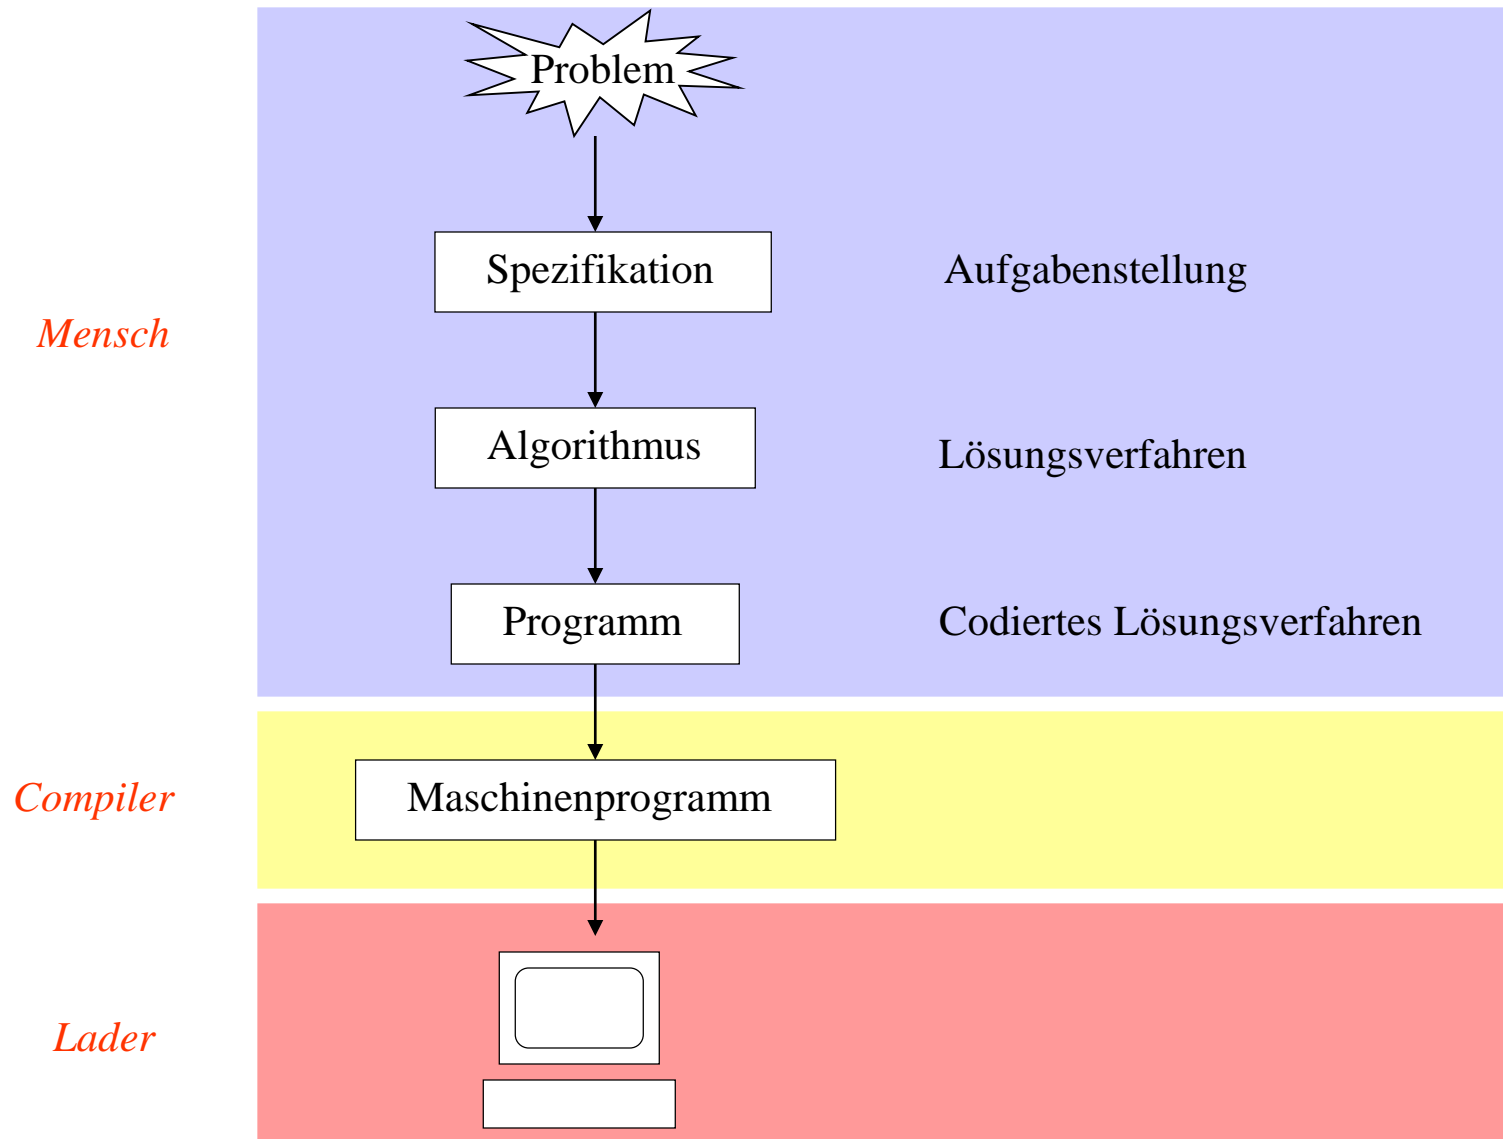 Problem
Spezifikation
Aufgabenstellung
Mensch
Algorithmus
Lösungsverfahren
Programm
Codiertes Lösungsverfahren
Compiler
Maschinenprogramm
Lader